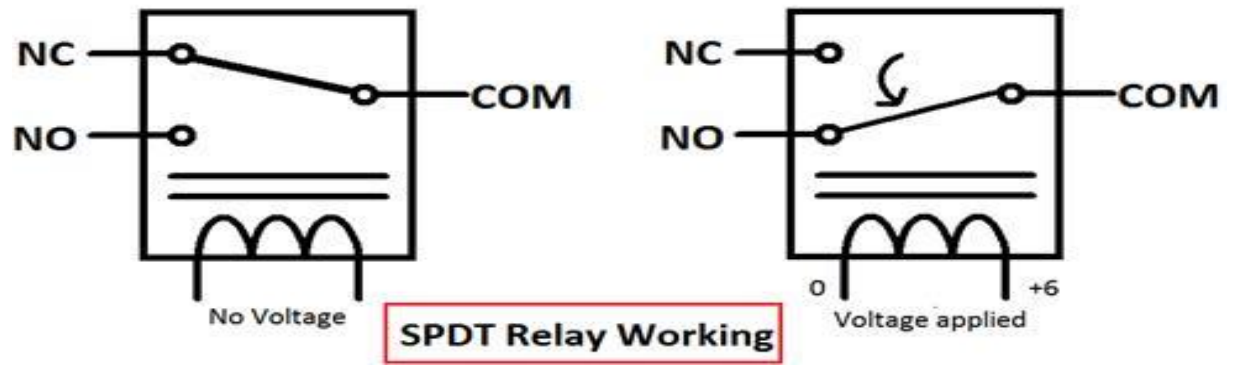 NC
COM
NO
No Voltage
NC
COM
NO
0 +6
Voltage applied
SPDT Relay Working